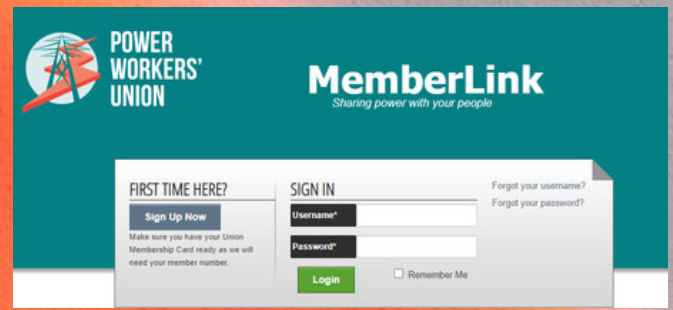 POWER
WORKERS'
UNION
MemberLink
Sharing power with your people
FIRST TIME HERE?
Sign Up Now
Make sure you have your Union
Membership Card ready as we will
need your member number.
SIGN IN
Username*
Password*
Login
Remember Me
Forgot your username?
Forgot your password?